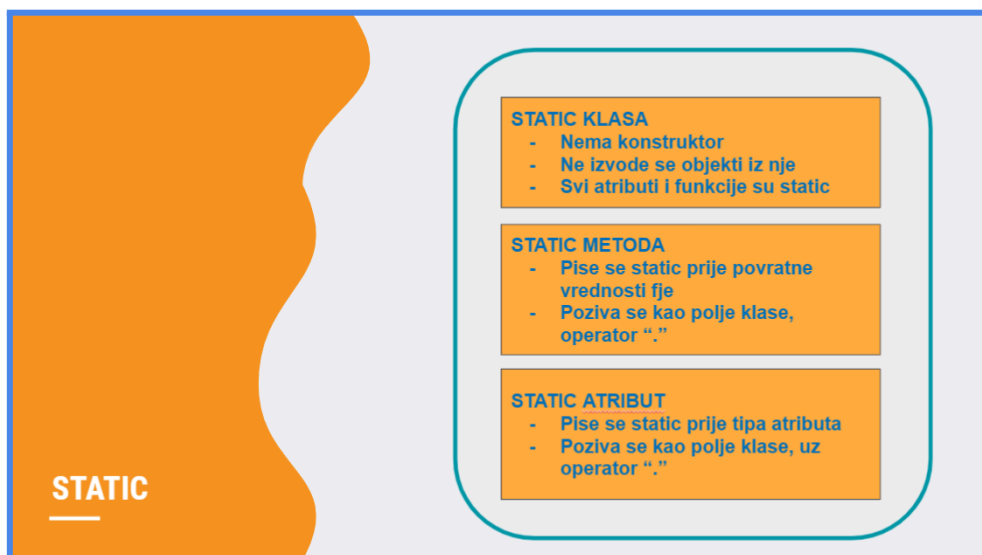 STATIC KLASA
- Nema konstruktor
- Ne izvode se objekti iz nje
- Svi atributi i funkcije su static
STATIC METODA
- Pise se static prije povratne
vrednosti fje
- Poziva se kao polje klase,
operator “.”
STATIC ATRIBUT
- Pise se static prije tipa atributa
- Poziva se kao polje klase, uz
operator “.”
STATIC